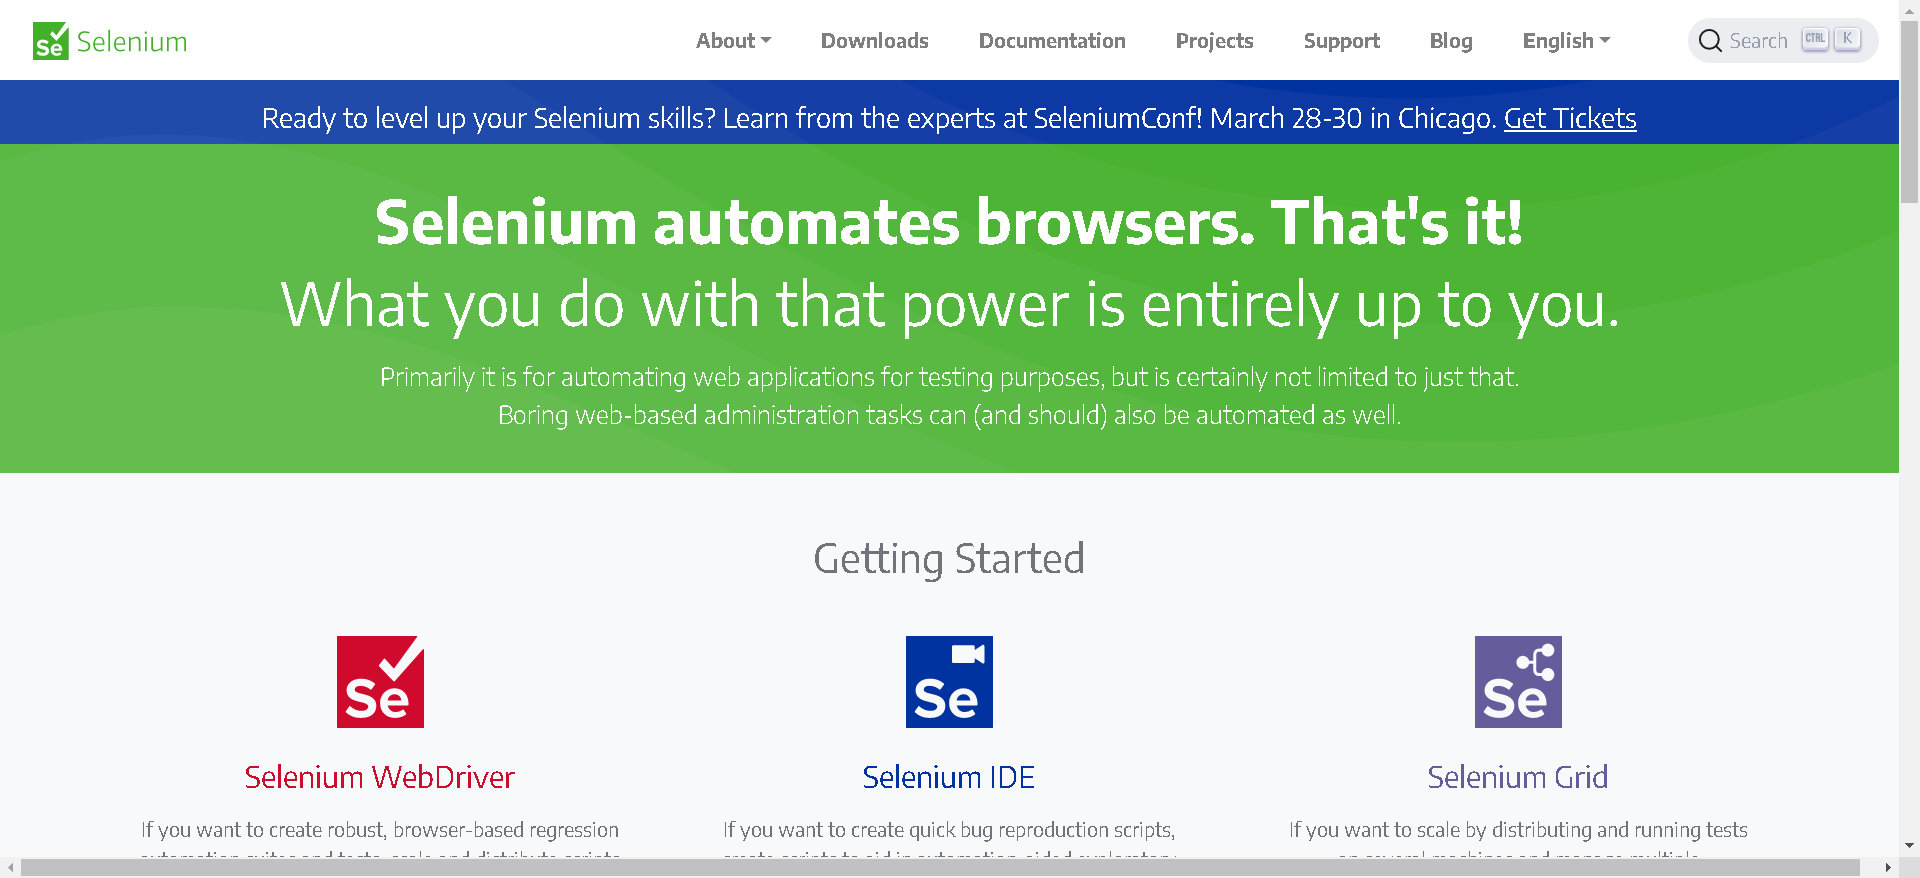 Se Selenium
About
Downloads
Documentation
Projects
Support
Blog
English
Search CTRL K
Ready to level up your Selenium skills? Learn from the experts at SeleniumConf! March 28-30 in Chicago. Get Tickets
Selenium automates browsers. That's it!
What you do with that power is entirely up to you.
Primarily it is for automating web applications for testing purposes, but is certainly not limited to just that.
Boring web-based administration tasks can (and should) also be automated as well.
Getting Started
Se
Se
Se
Selenium WebDriver
Selenium IDE
Selenium Grid
If you want to create robust, browser-based regression
If you want to create quick bug reproduction scripts,
If you want to scale by distributing and running tests